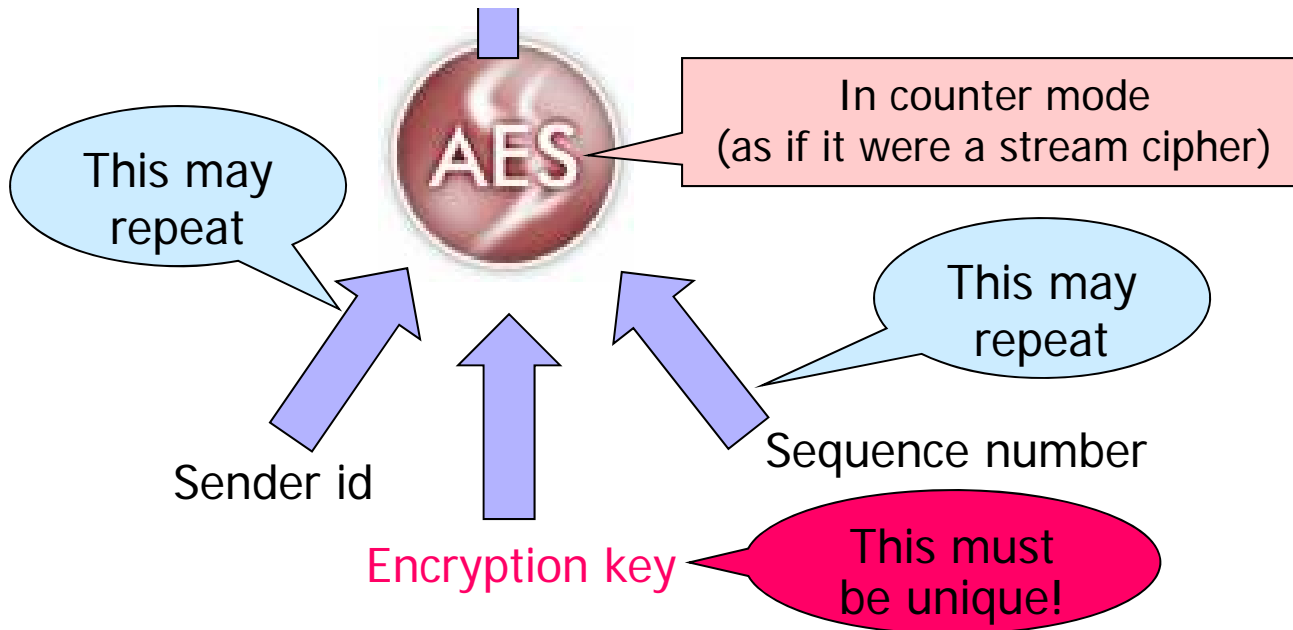 In counter mode
(as if it were a stream cipher)
AES
This may
repeat
This may
repeat
Sequence number
Sender id
Encryption key
This must
be unique!